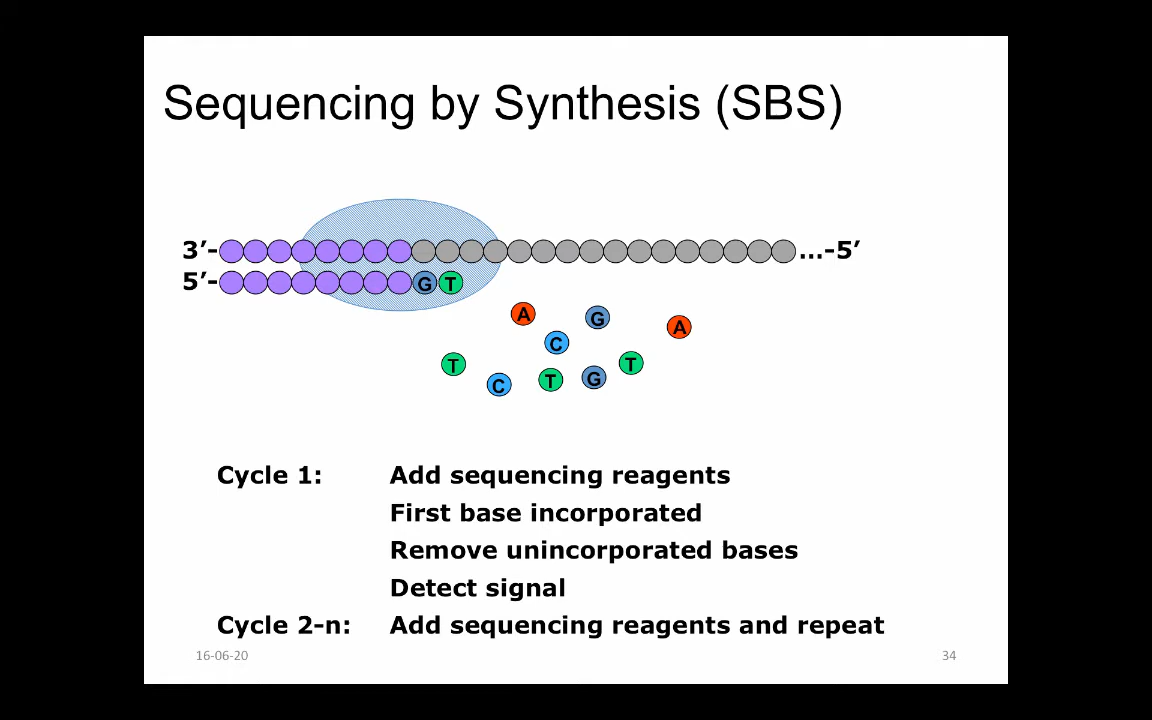 Sequencing by Synthesis (SBS)
3’- …-5’
5’- G T
A G A
C
T T
C T G
Cycle 1: Add sequencing reagents
First base incorporated
Remove unincorporated bases
Detect signal
Cycle 2-n: Add sequencing reagents and repeat
16-06-20 34